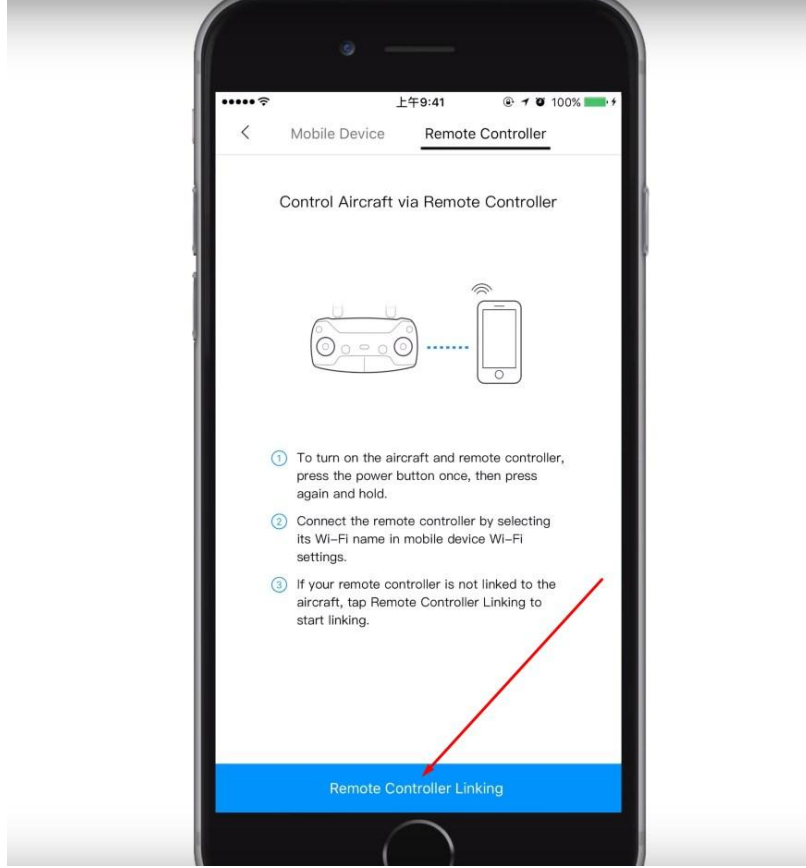 上午9:41 100%
Mobile Device Remote Controller
Control Aircraft via Remote Controller
1 To turn on the aircraft and remote controller,
press the power button once, then press
again and hold.
2 Connect the remote controller by selecting
its Wi-Fi name in mobile device Wi-Fi
settings.
3 If your remote controller is not linked to the
aircraft, tap Remote Controller Linking to
start linking.
Remote Controller Linking